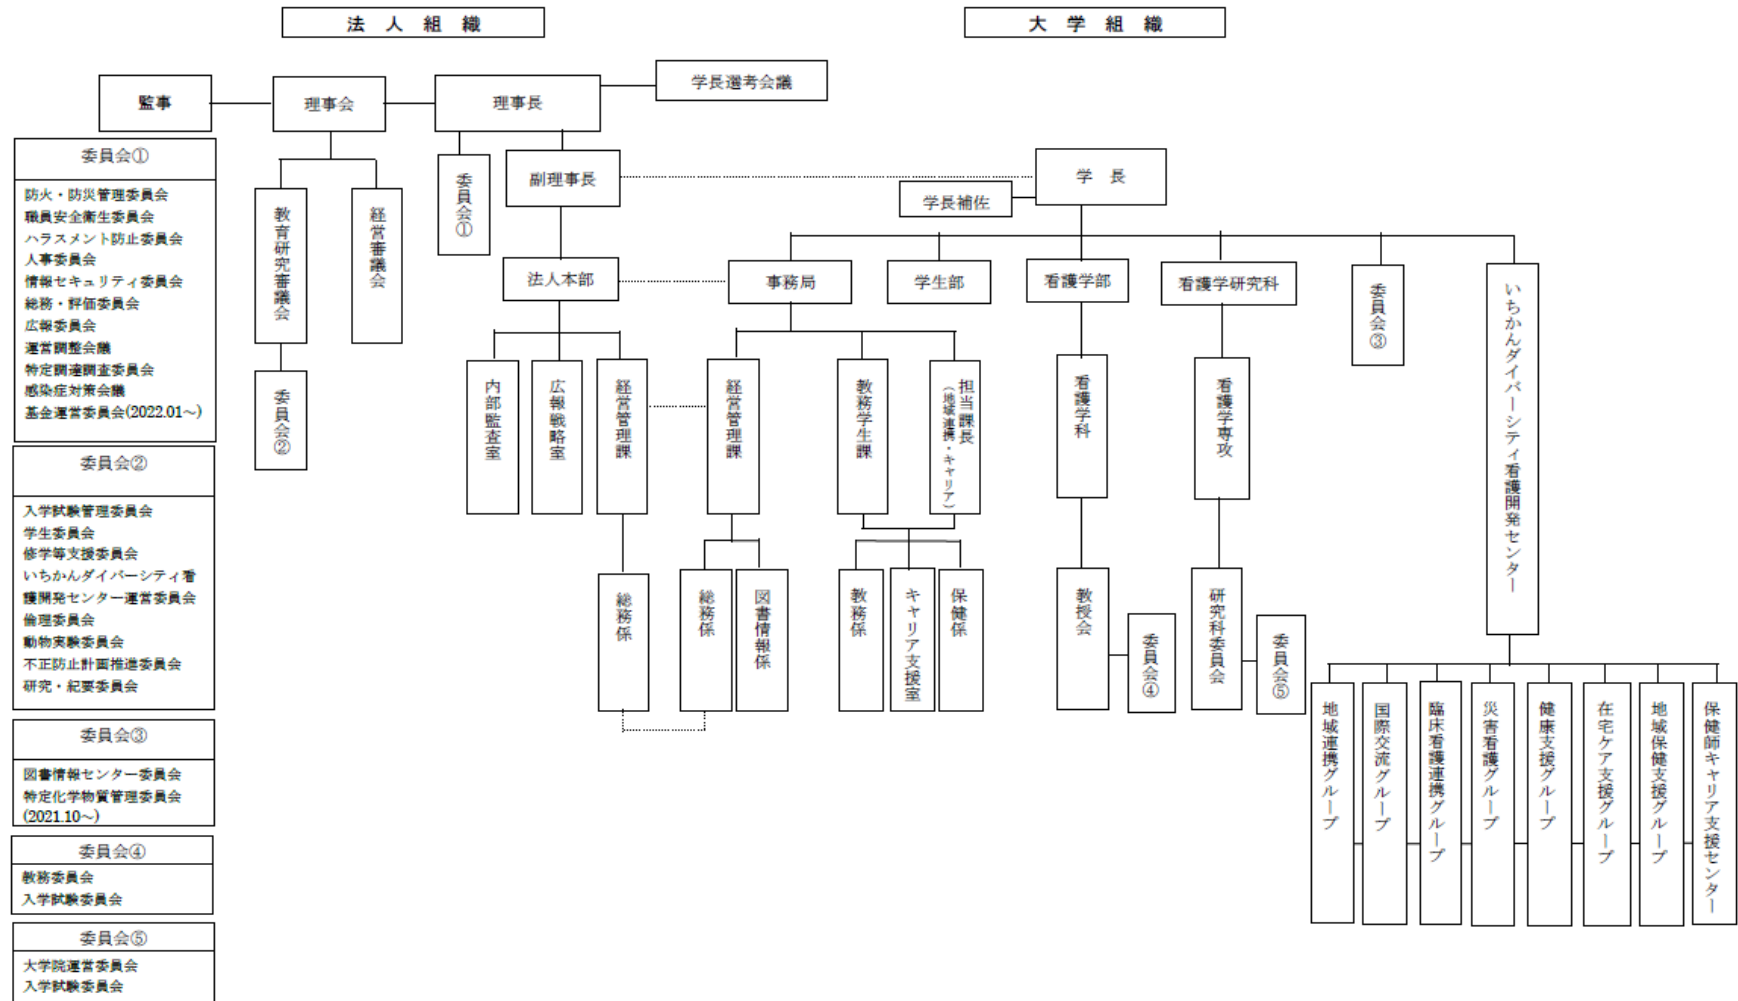 法人組織
大学組織
監事
理事会
理事長
学長選考会議
委員会①
防火・防災管理委員会
職員安全衛生委員会
ハラスメント防止委員会
人事委員会
情報セキュリティ委員会
総務・評価委員会
広報委員会
運営調整会議
特定調達調査委員会
感染症対策会議
基金運営委員会(2022.01～)
委員会②
入学試験管理委員会
学生委員会
修学等支援委員会
いちかんダイバーシティ看
護開発センター運営委員会
倫理委員会
動物実験委員会
不正防止計画推進委員会
研究・紀要委員会
委員会③
図書情報センター委員会
特定化学物質管理委員会
(2021.10～)
委員会④
教務委員会
入学試験委員会
委員会⑤
大学院運営委員会
入学試験委員会
教育研究審議会
経営審議会
委員会②
委員会①
副理事長
学長
学長補佐
法人本部
事務局
学生部
看護学部
看護学研究科
委員会③
いちかんダイバーシティ看護開発センター
内部監査室
広報戦略室
経営管理課
経営管理課
教務学生課
担当課長
（地域連携・キャリア）
看護学科
看護学専攻
総務係
総務係
図書情報係
教務係
キャリア支援室
保健係
教授会
委員会④
研究科委員会
委員会⑤
地域連携グループ
国際交流グループ
臨床看護連携グループ
災害看護グループ
健康支援グループ
在宅ケア支援グループ
地域保健支援グループ
保健師キャリア支援センター